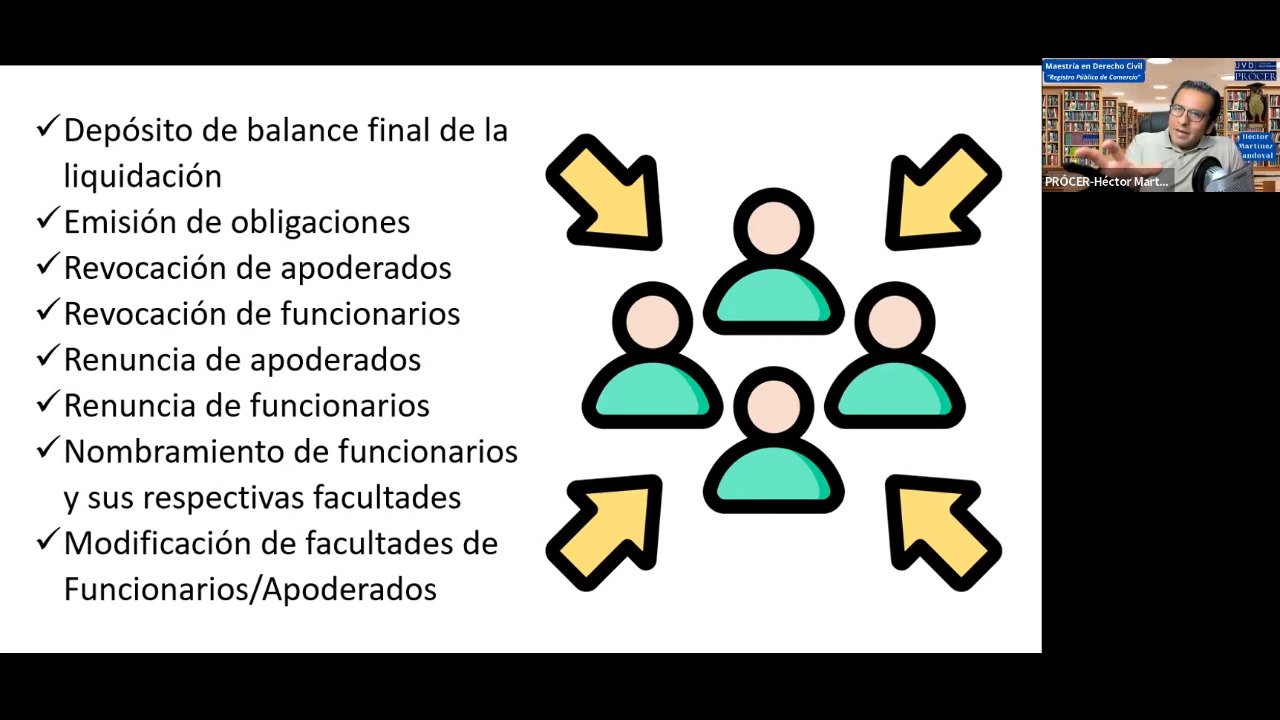 ✓Depósito de balance final de la
liquidación
✓Emisión de obligaciones
✓Revocación de apoderados
✓Revocación de funcionarios
✓Renuncia de apoderados
✓Renuncia de funcionarios
✓Nombramiento de funcionarios
y sus respectivas facultades
✓Modificación de facultades de
Funcionarios/Apoderados
Maestría en Derecho Civil
"Registro Público de Comercio"
UVD
PRÓCER
Héctor
Martínez
Sandoval
PRÓCER-Héctor Mart...